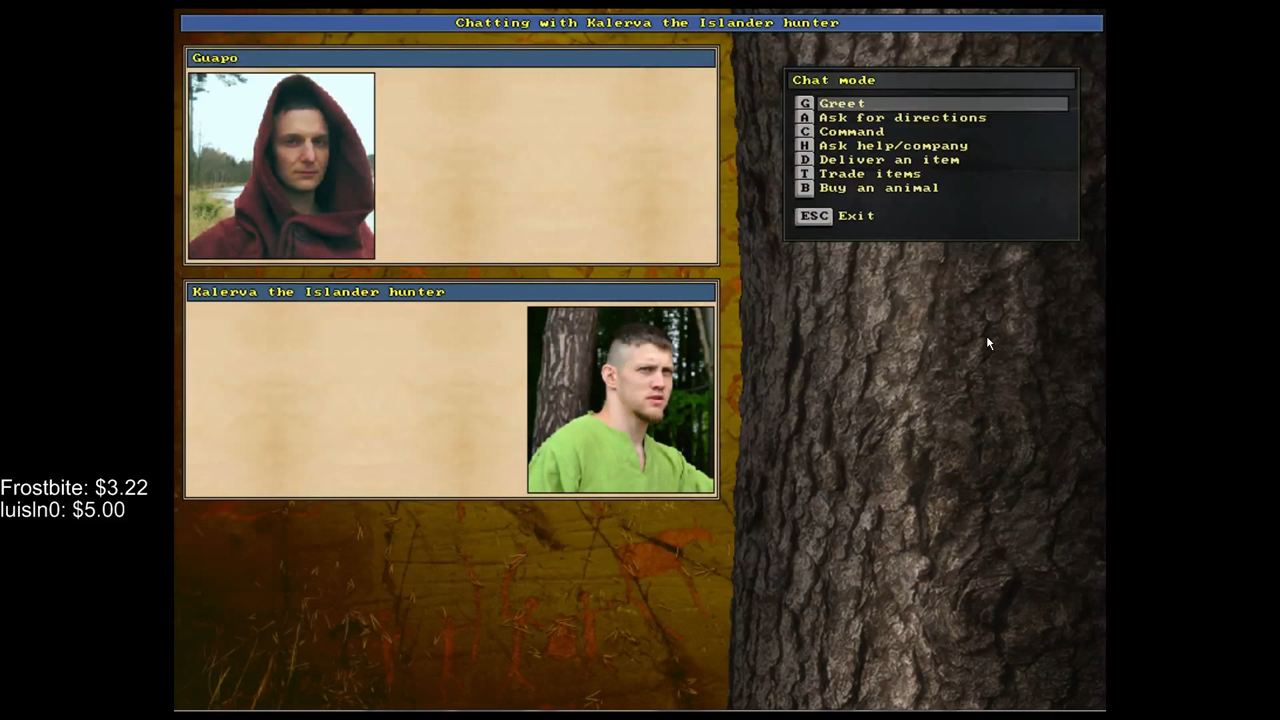 Chatting with Kalerva the Islander hunter
Guapo
Chat mode
G Greet
A Ask for directions
C Command
H Ask help/company
D Deliver an item
T Trade items
B Buy an animal
ESC Exit
Kalerva the Islander hunter
Frostbite: $3.22
luisln0: $5.00